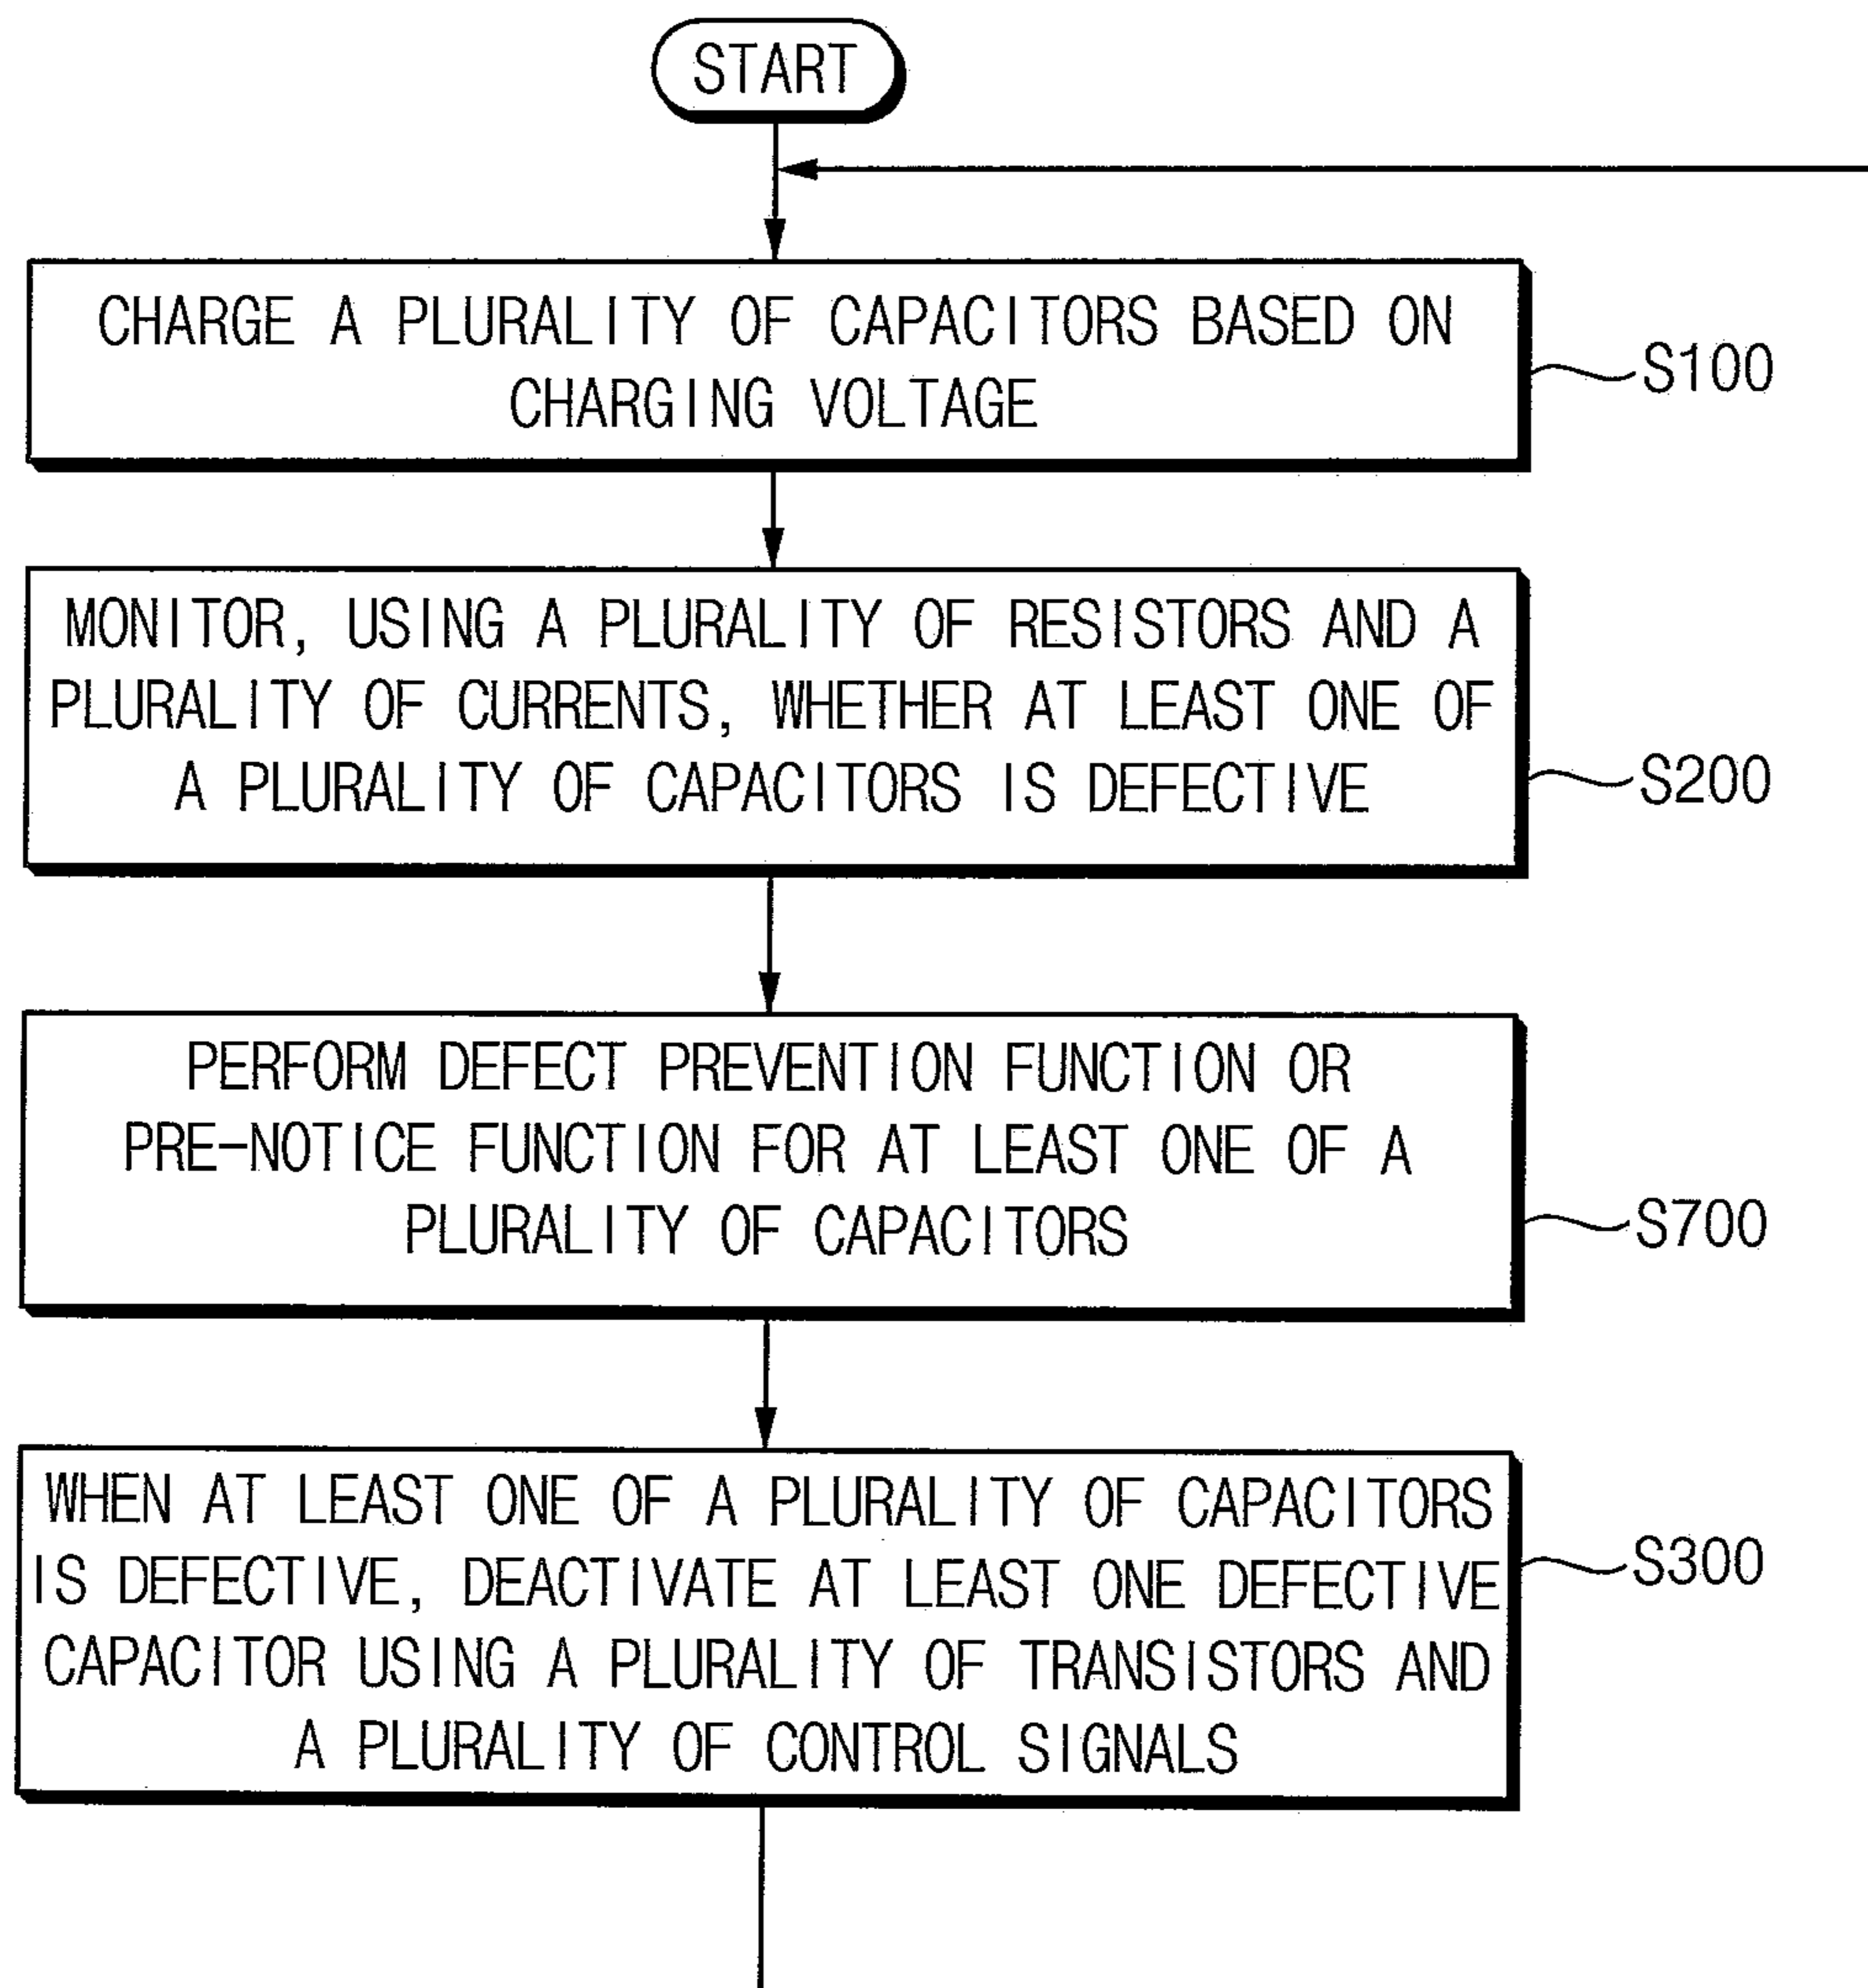 START
CHARGE A PLURALITY OF CAPACITORS BASED ON
CHARGING VOLTAGE
S100
MONITOR, USING A PLURALITY OF RESISTORS AND A
PLURALITY OF CURRENTS, WHETHER AT LEAST ONE OF
A PLURALITY OF CAPACITORS IS DEFECTIVE
S200
PERFORM DEFECT PREVENTION FUNCTION OR
PRE-NOTICE FUNCTION FOR AT LEAST ONE OF A
PLURALITY OF CAPACITORS
S700
WHEN AT LEAST ONE OF A PLURALITY OF CAPACITORS
IS DEFECTIVE, DEACTIVATE AT LEAST ONE DEFECTIVE
CAPACITOR USING A PLURALITY OF TRANSISTORS AND
A PLURALITY OF CONTROL SIGNALS
S300